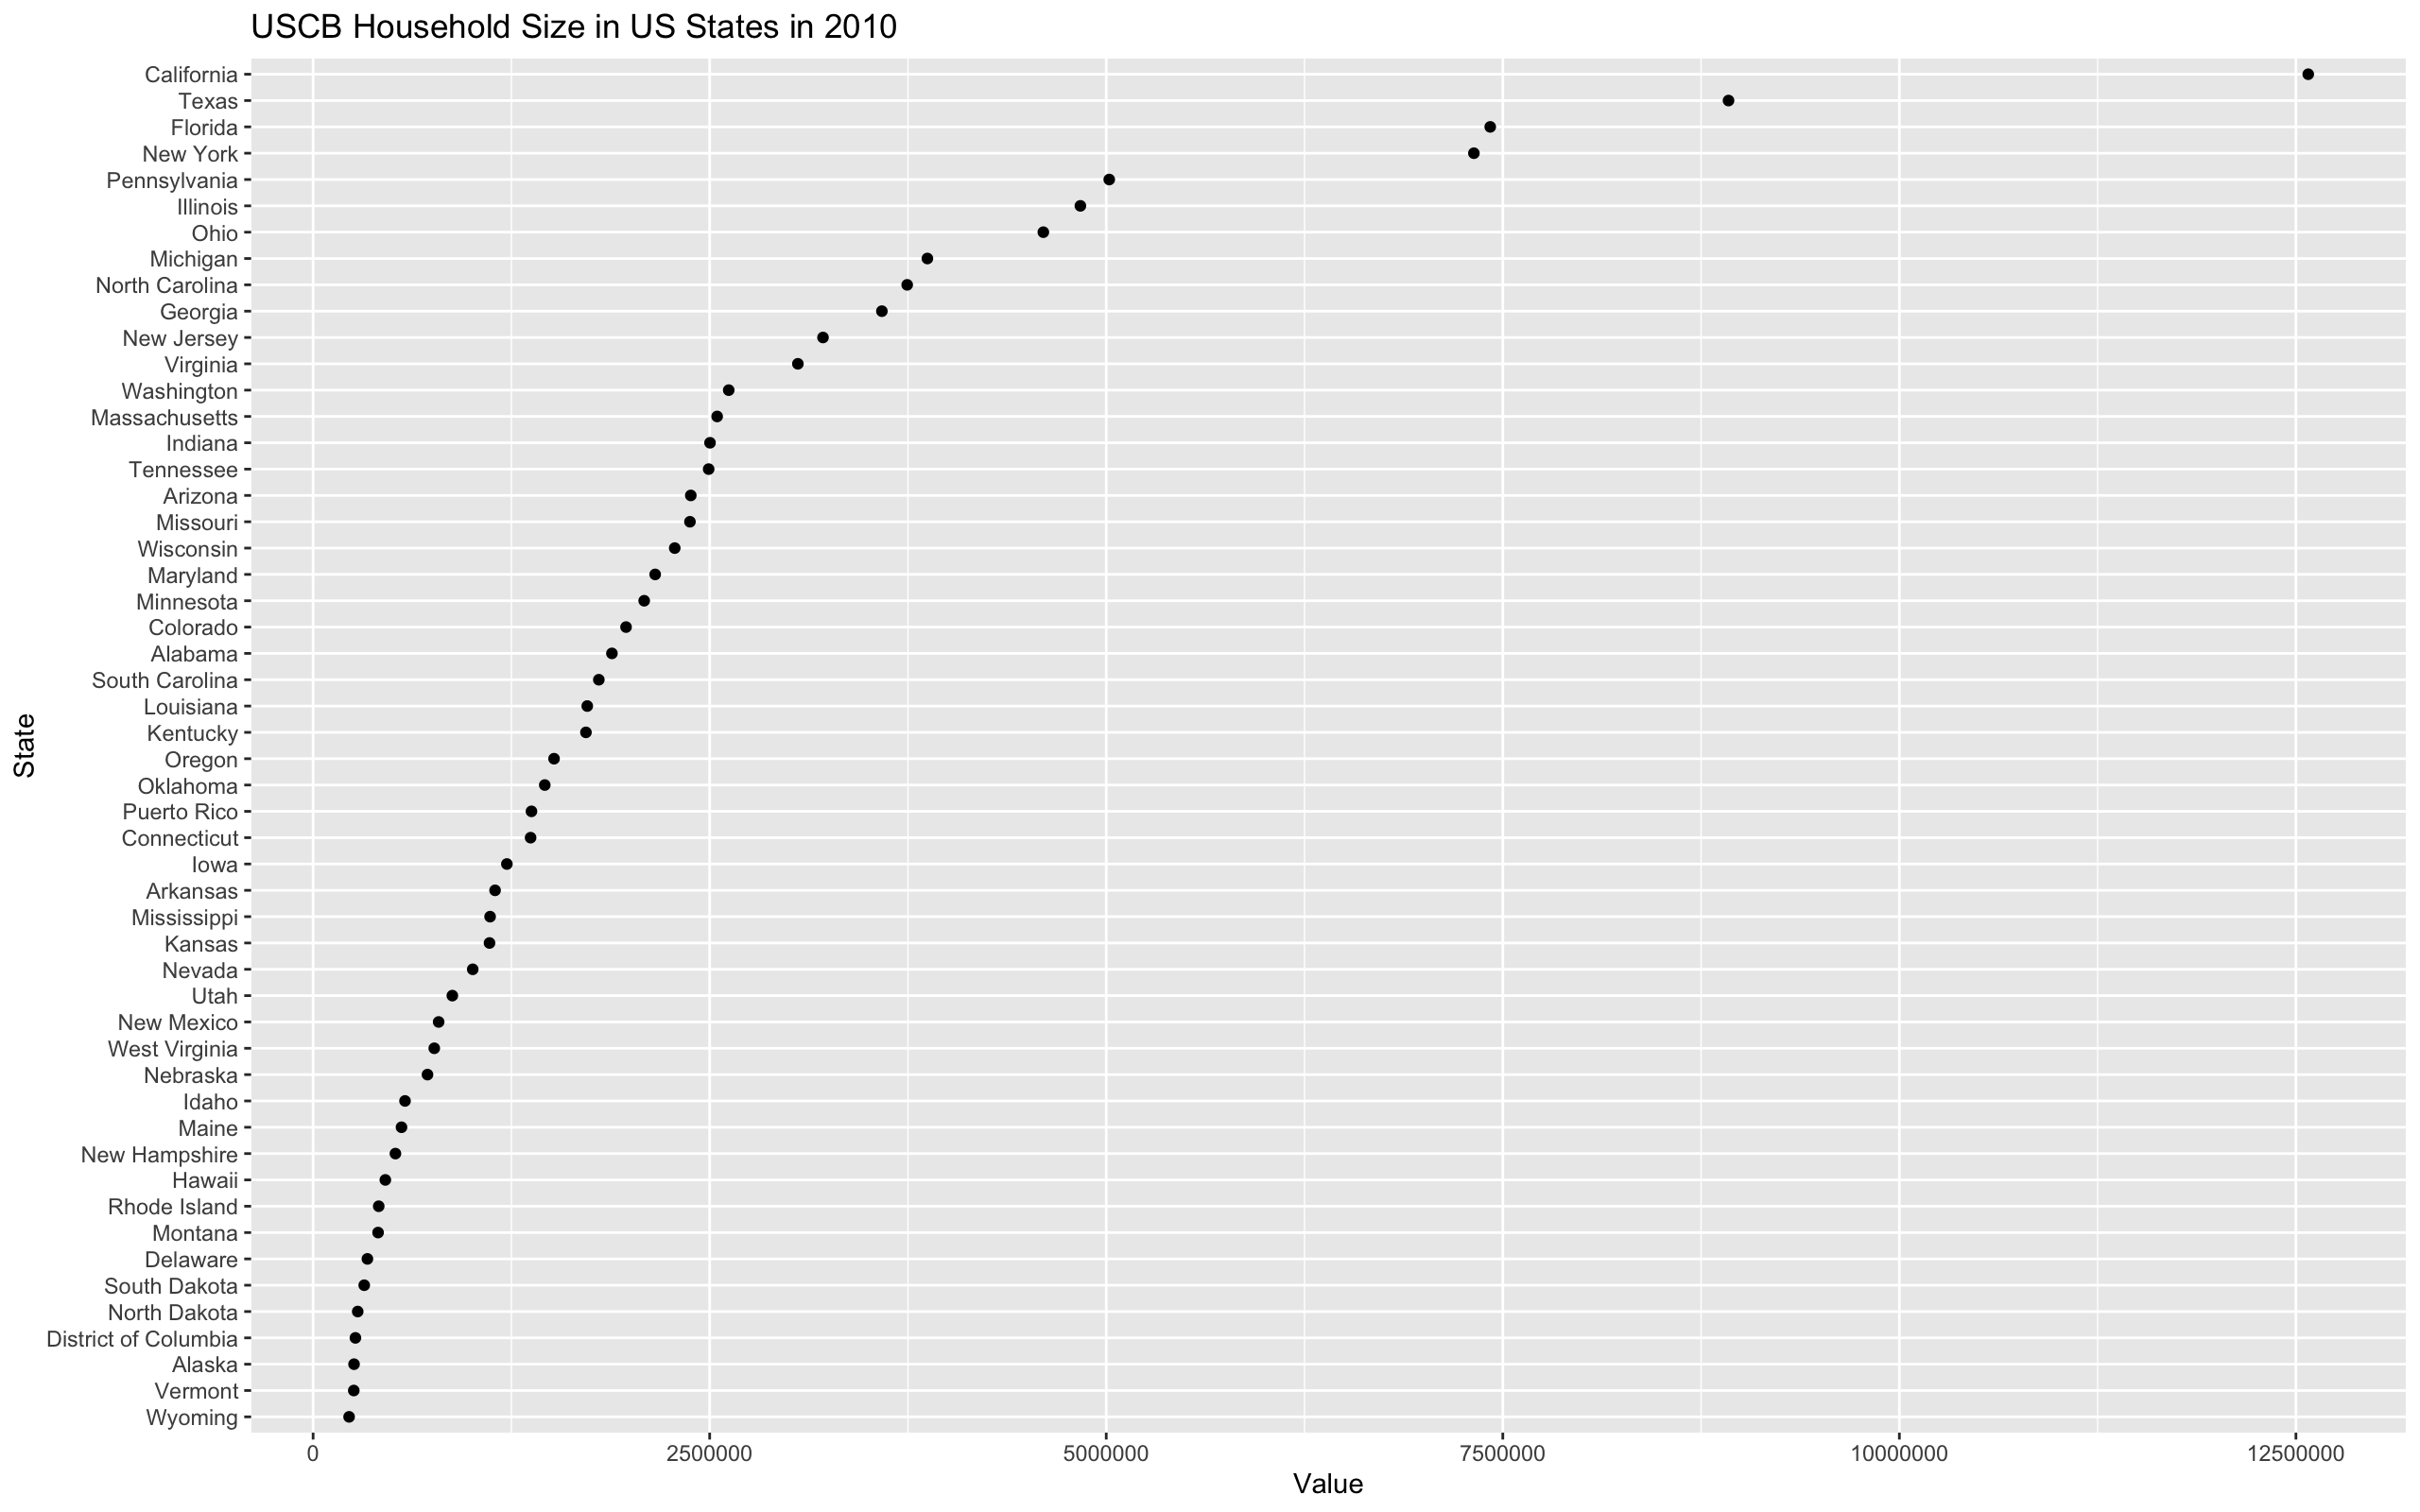 USCB Household Size in US States in 2010
California
Texas
Florida
New York
Pennsylvania
Illinois
Ohio
Michigan
North Carolina
Georgia
New Jersey
Virginia
Washington
Massachusetts
Indiana
Tennessee
Arizona
Missouri
Wisconsin
Maryland
Minnesota
Colorado
Alabama
South Carolina
Louisiana
Kentucky
Oregon
Oklahoma
Puerto Rico
Connecticut
Iowa
Arkansas
Mississippi
Kansas
Nevada
Utah
New Mexico
West Virginia
Nebraska
Idaho
Maine
New Hampshire
Hawaii
Rhode Island
Montana
Delaware
South Dakota
North Dakota
District of Columbia
Alaska
Vermont
Wyoming
State
0 2500000 5000000 7500000 10000000 12500000
Value